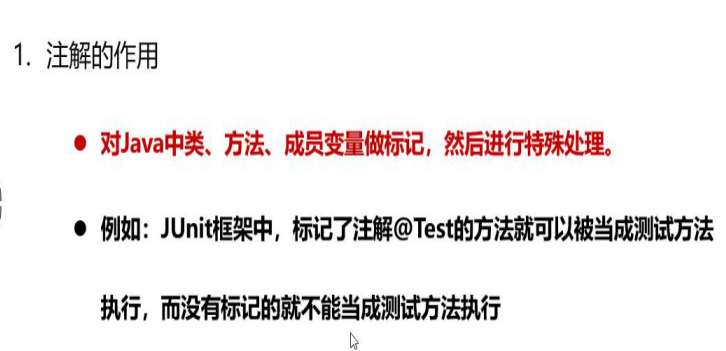 1. 注解的作用
● 对Java中类、方法、成员变量做标记，然后进行特殊处理。
● 例如：JUnit框架中，标记了注解@Test的方法就可以被当成测试方法
执行，而没有标记的就不能当成测试方法执行